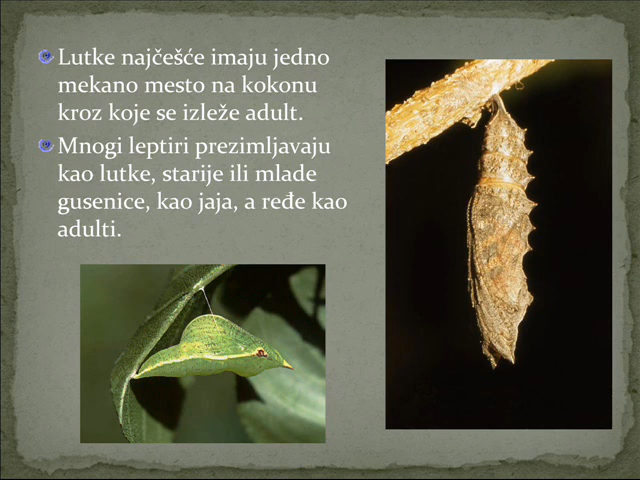 Lutke najčešće imaju jedno
mekano mesto na kokonu
kroz koje se izleže adult.
Mnogi leptiri prezimljavaju
kao lutke, starije ili mlade
gusenice, kao jaja, a ređe kao
adulti.